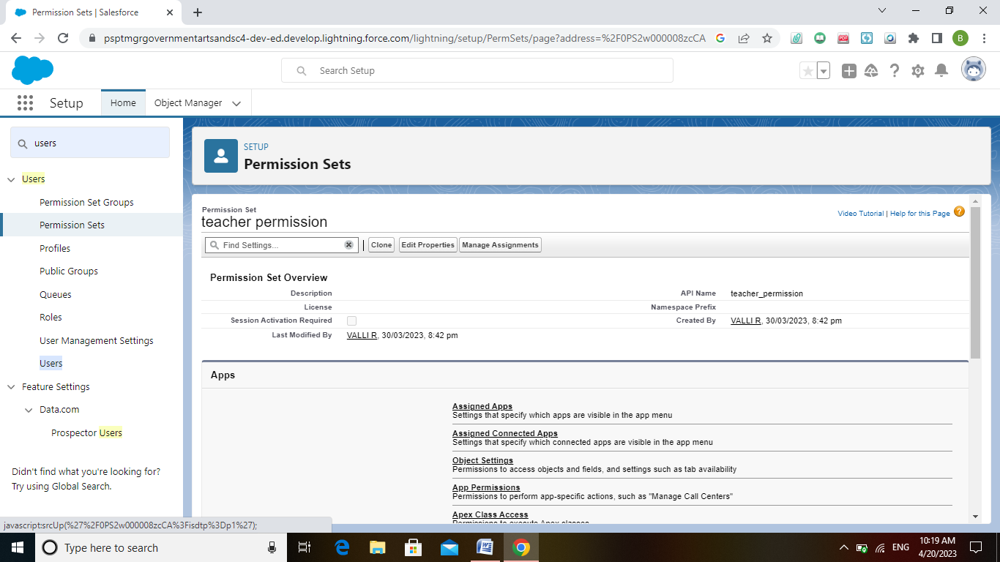 Permission Sets | Salesforce
psptmgrgovernmentartsandsc4-dev-ed.develop.lightning.force.com/lightning/setup/PermSets/page?address=%2F0PS2w000008zcCA
B
Search Setup
Setup
Home
Object Manager
users
Users
Permission Set Groups
Permission Sets
Profiles
Public Groups
Queues
Roles
User Management Settings
Users
Feature Settings
Data.com
Prospector Users
Didn't find what you're looking for?
Try using Global Search.
SETUP
Permission Sets
Permission Set
teacher permission
Video Tutorial | Help for this Page
Find Settings...
Clone
Edit Properties
Manage Assignments
Permission Set Overview
Description
API Name teacher_permission
License
Namespace Prefix
Session Activation Required
Created By VALLI R, 30/03/2023, 8:42 pm
Last Modified By VALLI R, 30/03/2023, 8:42 pm
Apps
Assigned Apps
Settings that specify which apps are visible in the app menu
Assigned Connected Apps
Settings that specify which connected apps are visible in the app menu
Object Settings
Permissions to access objects and fields, and settings such as tab availability
App Permissions
Permissions to perform app-specific actions, such as "Manage Call Centers"
Apex Class Access
Permissions to execute Apex classes
javascript:srcUp(%27%2F0PS2w000008zcCA%3Fisdtp%3Dp1%27);
Type here to search
ENG
10:19 AM
4/20/2023